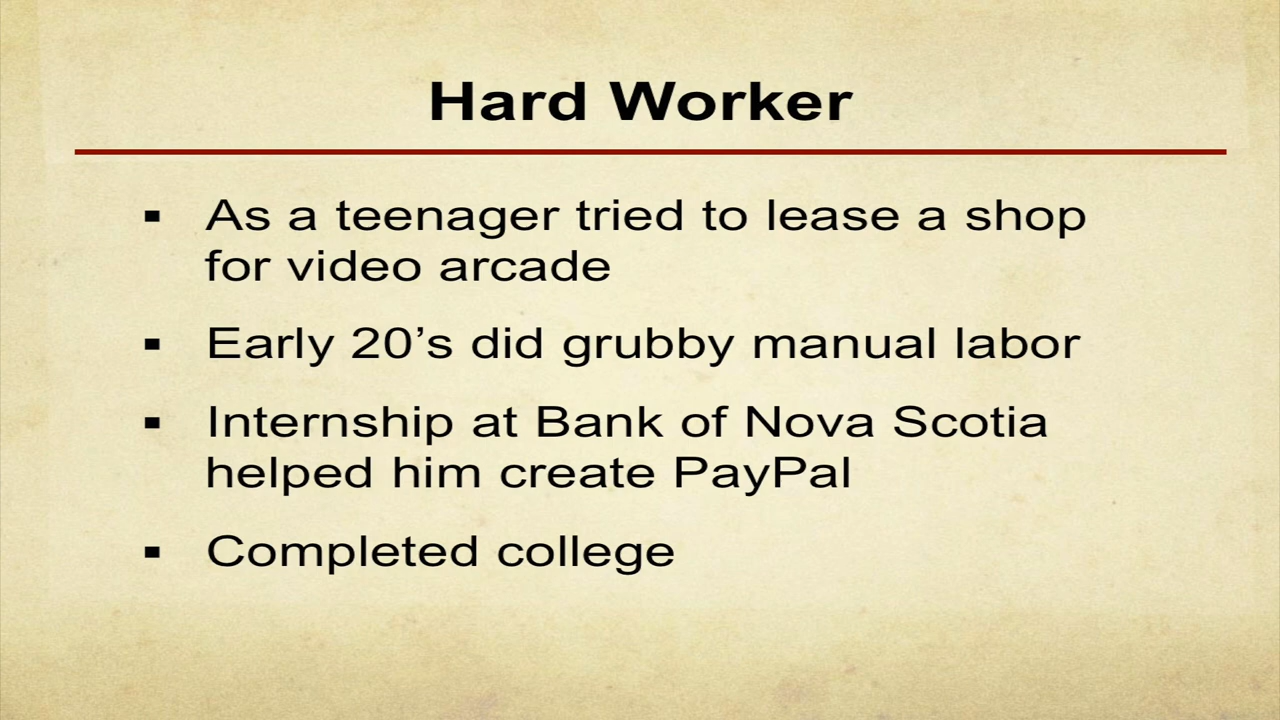 Hard Worker
▪ As a teenager tried to lease a shop
for video arcade
▪ Early 20’s did grubby manual labor
▪ Internship at Bank of Nova Scotia
helped him create PayPal
▪ Completed college